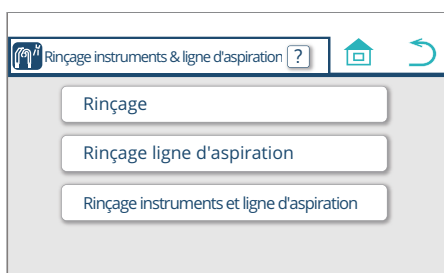 Rinçage instruments & ligne d'aspiration ?
Rinçage
Rinçage ligne d'aspiration
Rinçage instruments et ligne d'aspiration